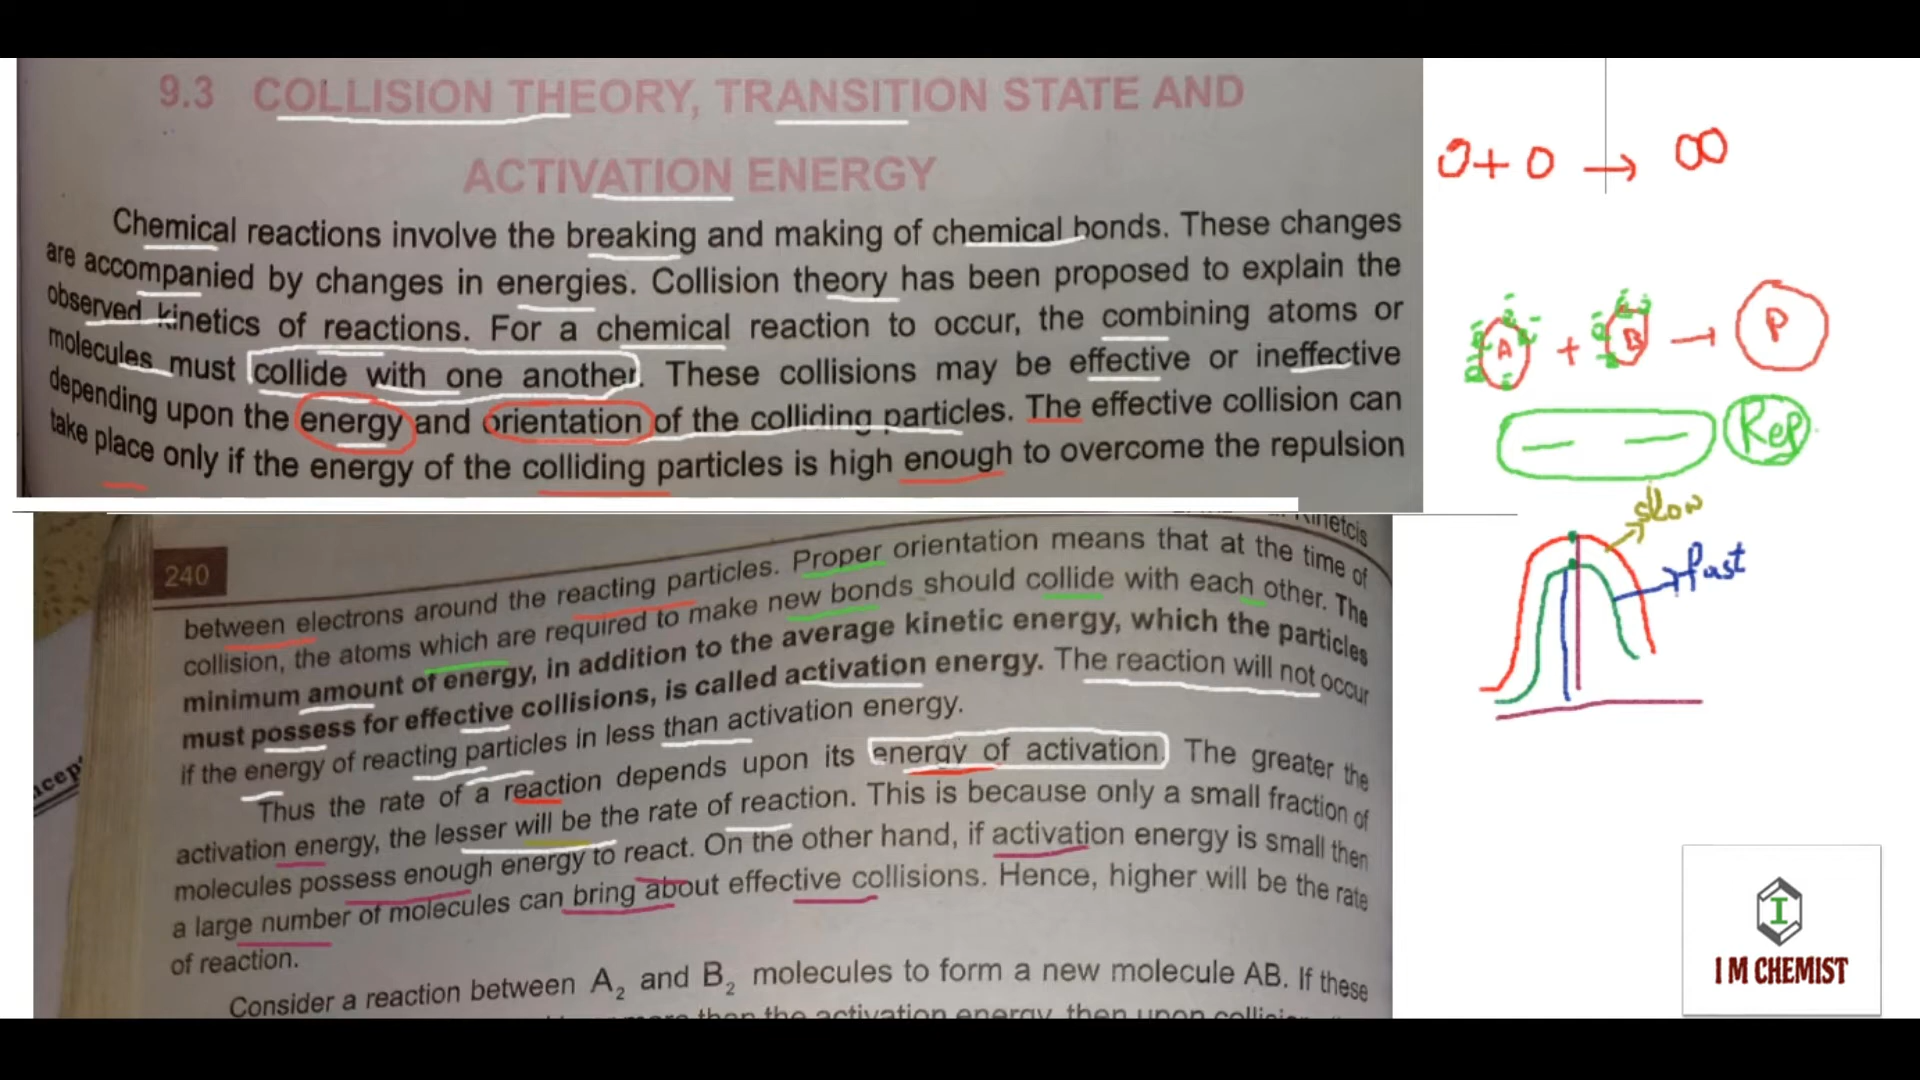 9.3 COLLISION THEORY, TRANSITION STATE AND
ACTIVATION ENERGY
Chemical reactions involve the breaking and making of chemical bonds. These changes
are accompanied by changes in energies. Collision theory has been proposed to explain the
observed kinetics of reactions. For a chemical reaction to occur, the combining atoms or
molecules must collide with one another. These collisions may be effective or ineffective
depending upon the energy and orientation of the colliding particles. The effective collision can
take place only if the energy of the colliding particles is high enough to overcome the repulsion
Kinetcis
240
between electrons around the reacting particles. Proper orientation means that at the time of
collision, the atoms which are required to make new bonds should collide with each other. The
minimum amount of energy, in addition to the average kinetic energy, which the particles
must possess for effective collisions, is called activation energy. The reaction will not occur
if the energy of reacting particles in less than activation energy.
Thus the rate of a reaction depends upon its energy of activation. The greater the
activation energy, the lesser will be the rate of reaction. This is because only a small fraction of
molecules possess enough energy to react. On the other hand, if activation energy is small then
a large number of molecules can bring about effective collisions. Hence, higher will be the rate
of reaction.
Consider a reaction between A₂ and B₂ molecules to form a new molecule AB. If these
than the activation energy, then upon
O + O → OO
A + B → P
Rep
slow
fast
I
I M CHEMIST